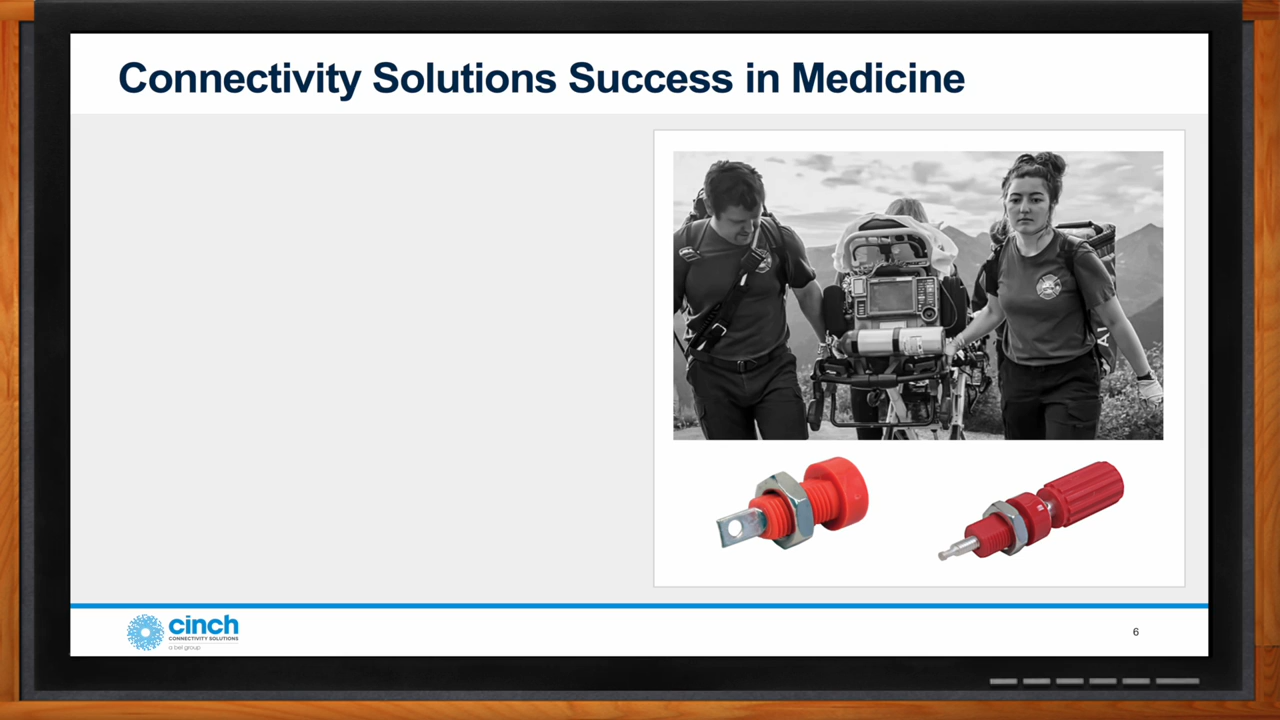 Connectivity Solutions Success in Medicine
cinch
CONNECTIVITY SOLUTIONS
a bel group
6